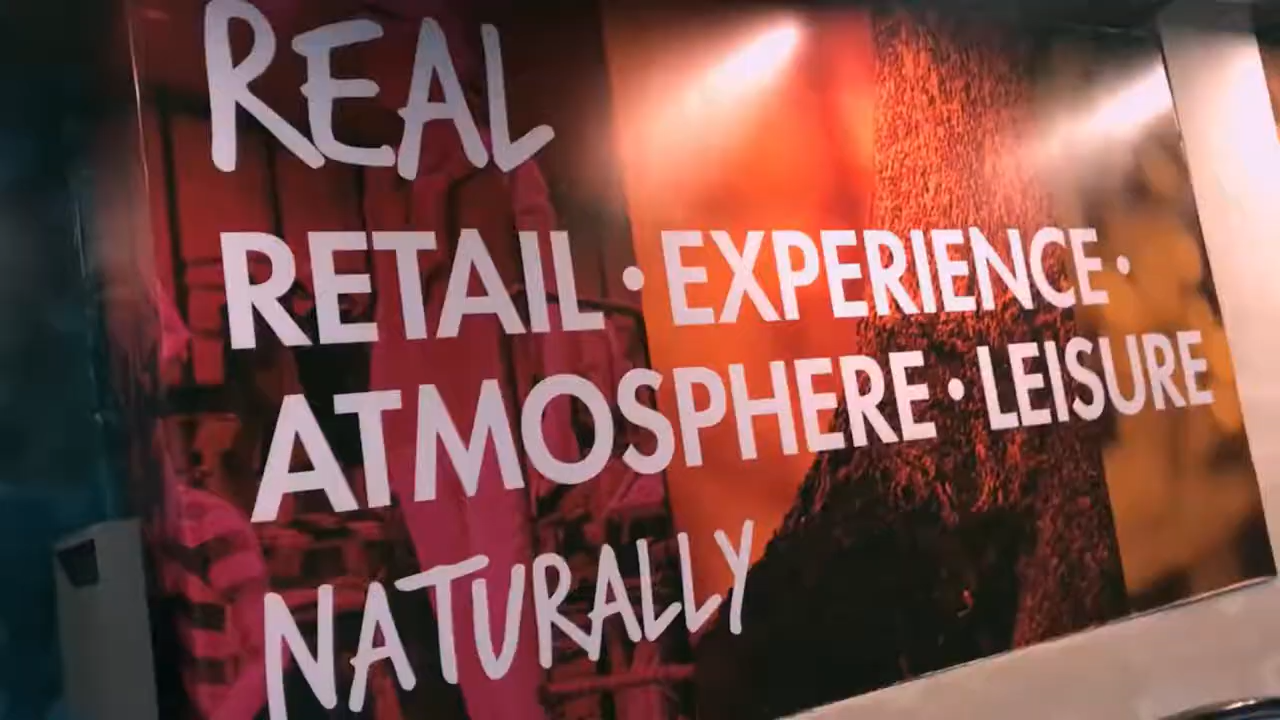 REAL
RETAIL · EXPERIENCE ·
ATMOSPHERE · LEISURE
NATURALLY